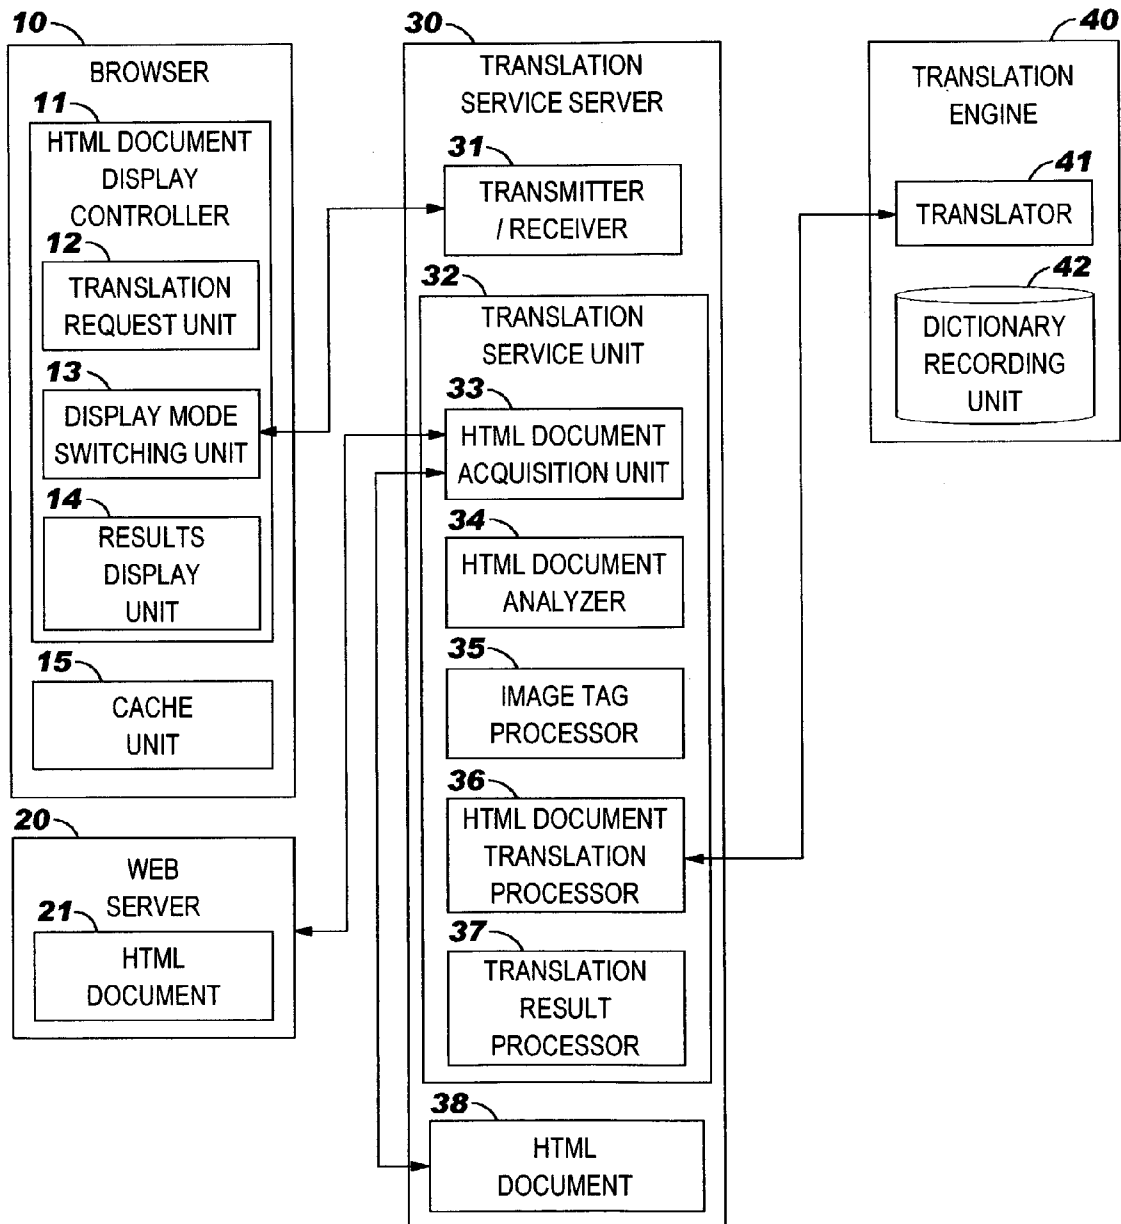 10
BROWSER
11
HTML DOCUMENT
DISPLAY
CONTROLLER
12
TRANSLATION
REQUEST UNIT
13
DISPLAY MODE
SWITCHING UNIT
14
RESULTS
DISPLAY
UNIT
15
CACHE
UNIT
20
WEB
SERVER
21
HTML
DOCUMENT
30
TRANSLATION
SERVICE SERVER
31
TRANSMITTER
/ RECEIVER
32
TRANSLATION
SERVICE UNIT
33
HTML DOCUMENT
ACQUISITION UNIT
34
HTML DOCUMENT
ANALYZER
35
IMAGE TAG
PROCESSOR
36
HTML DOCUMENT
TRANSLATION
PROCESSOR
37
TRANSLATION
RESULT
PROCESSOR
38
HTML
DOCUMENT
40
TRANSLATION
ENGINE
41
TRANSLATOR
42
DICTIONARY
RECORDING
UNIT